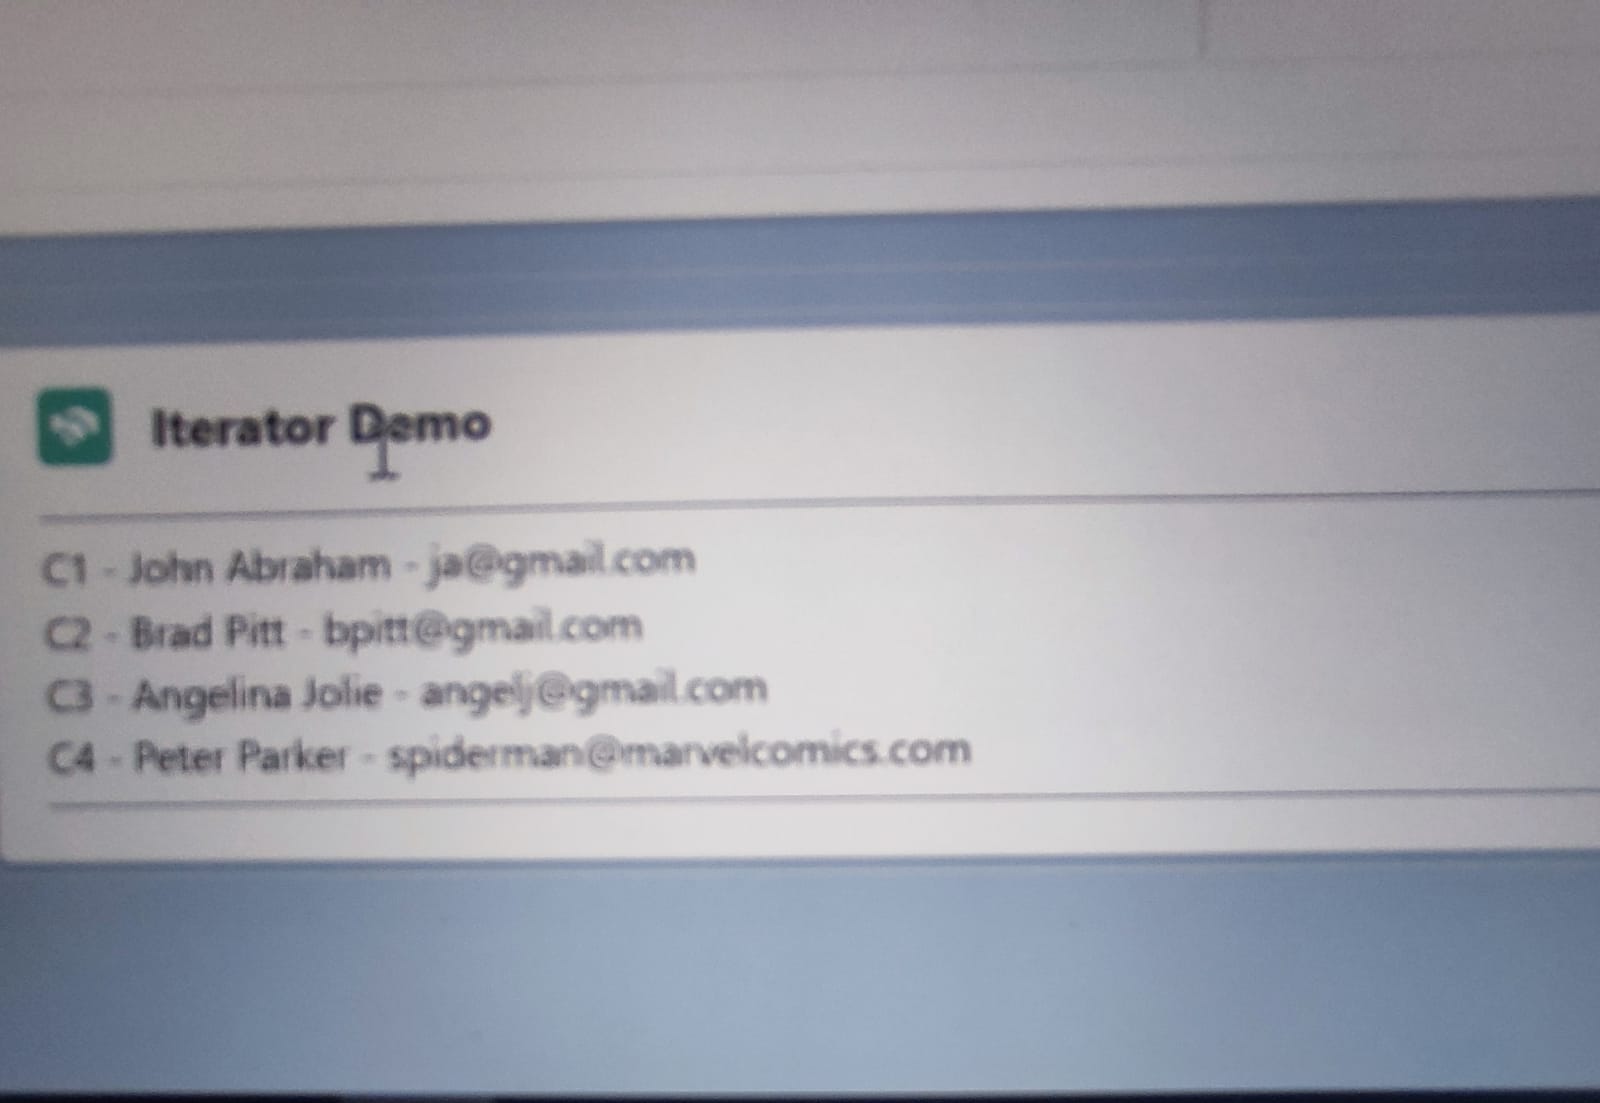 Iterator Demo
C1 - John Abraham - ja@gmail.com
C2 - Brad Pitt - bpitt@gmail.com
C3 - Angelina Jolie - angelj@gmail.com
C4 - Peter Parker - spiderman@marvelcomics.com